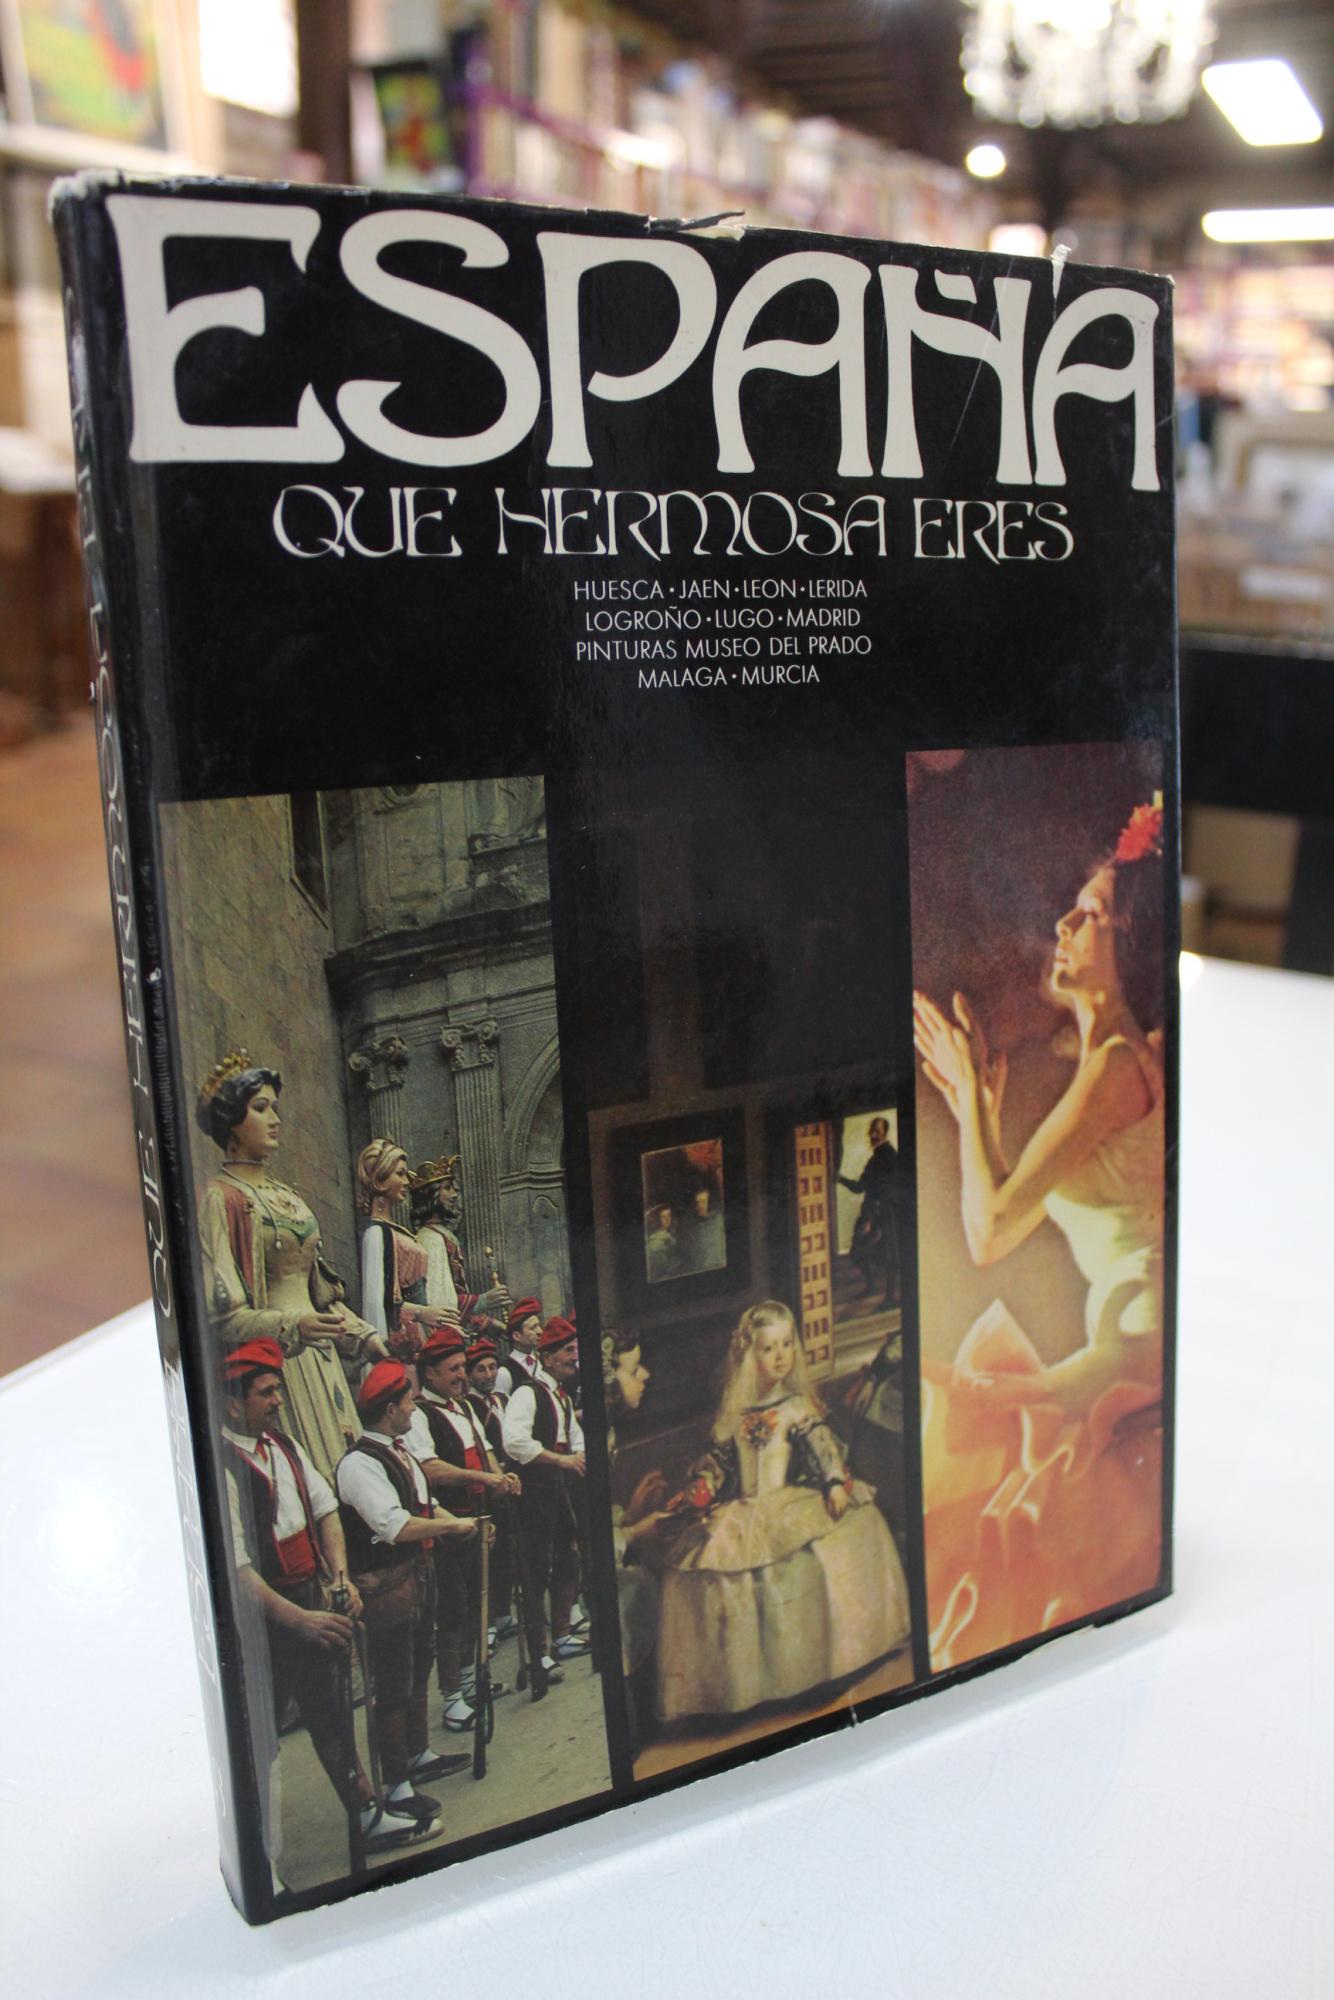 ESPAÑA
QUE HERMOSA ERES
HUESCA·JAEN·LEON·LERIDA
LOGROÑO·LUGO·MADRID
PINTURAS MUSEO DEL PRADO
MALAGA·MURCIA